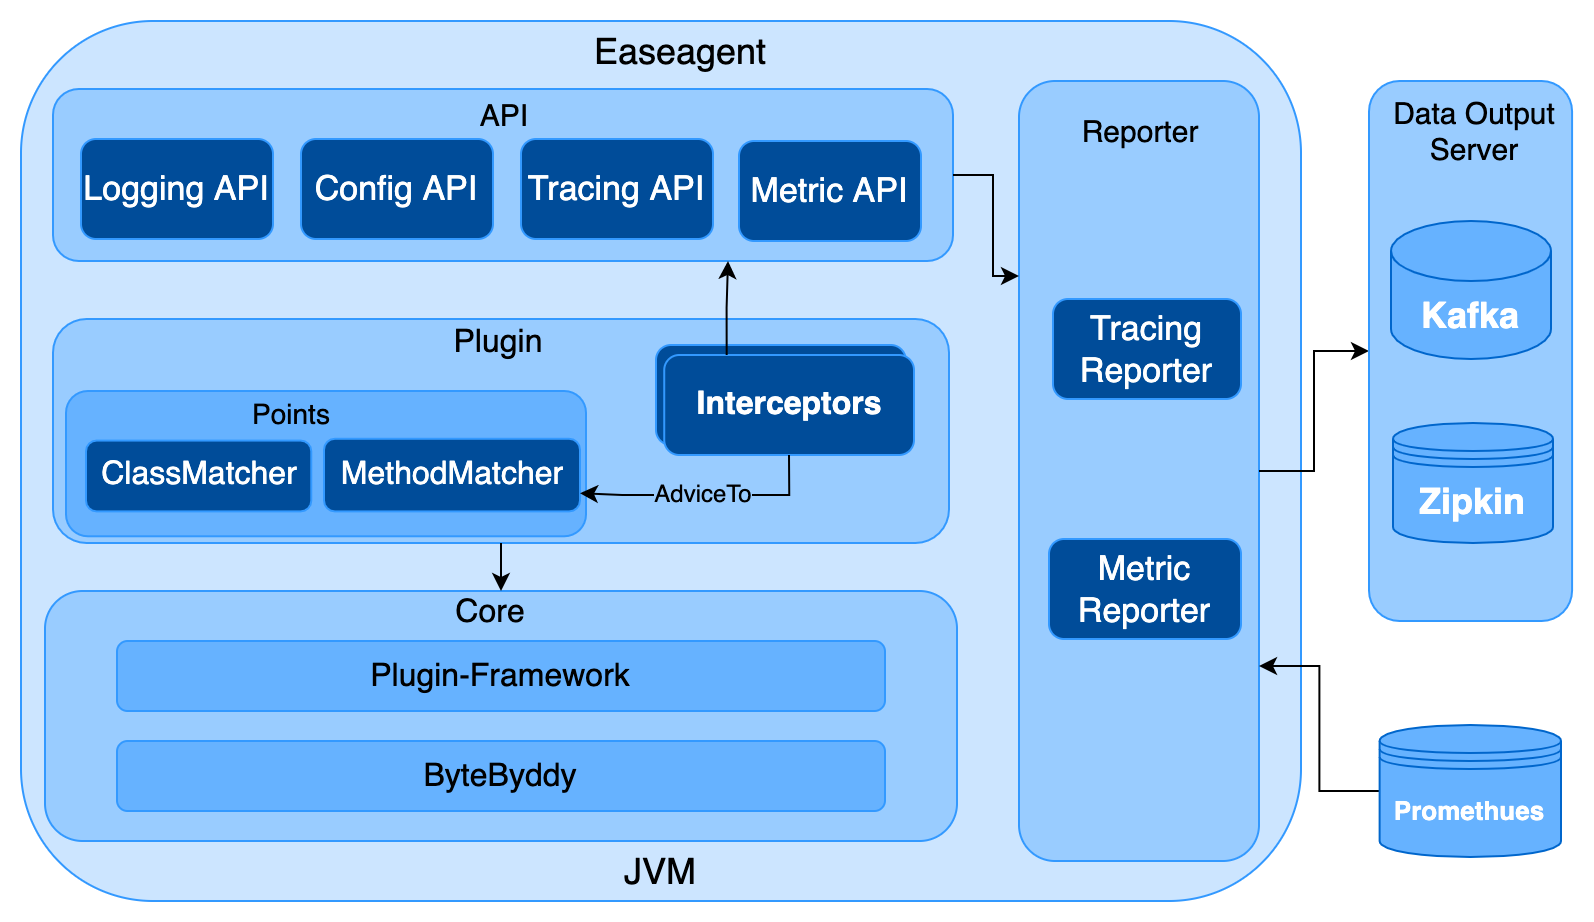 Easeagent
API
Logging API
Config API
Tracing API
Metric API
Plugin
Points
ClassMatcher
MethodMatcher
Interceptors
AdviceTo
Core
Plugin-Framework
ByteByddy
JVM
Reporter
Tracing
Reporter
Metric
Reporter
Data Output
Server
Kafka
Zipkin
Promethues